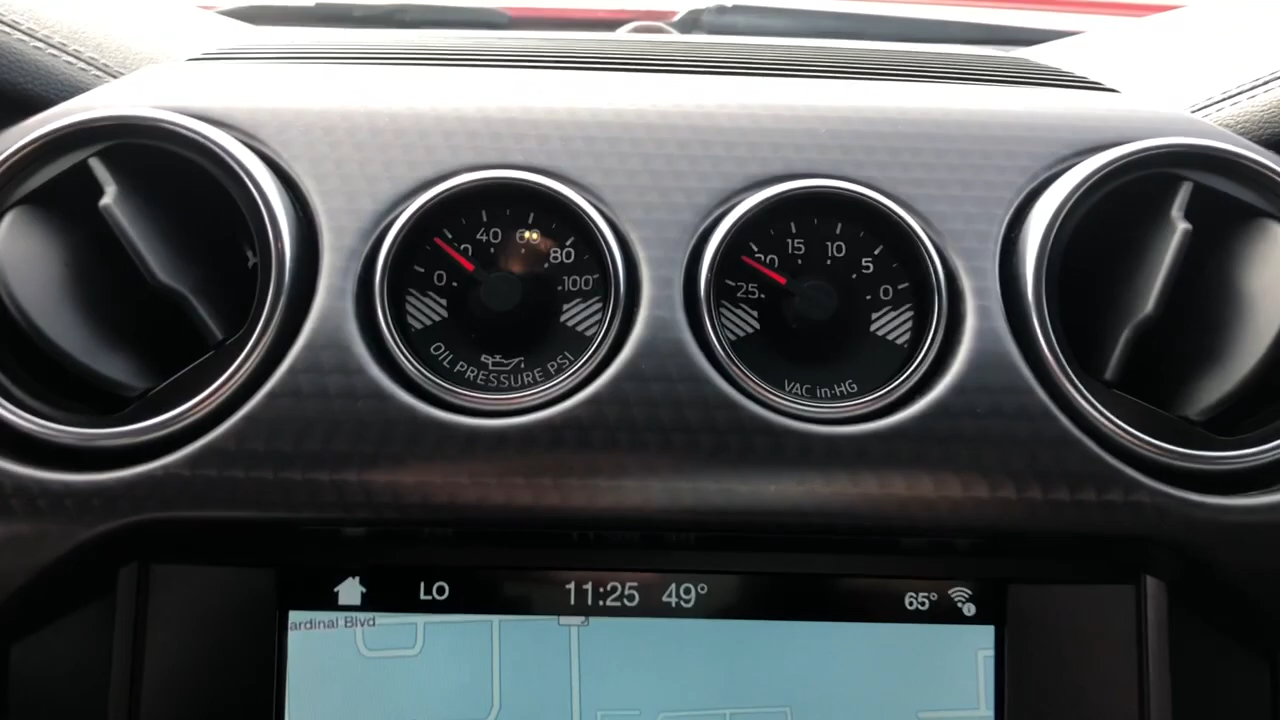 0 20 40 60 80 100
OIL PRESSURE PSI
25 20 15 10 5 0
VAC in-HG
LO 11:25 49° 65°
ardinal Blvd